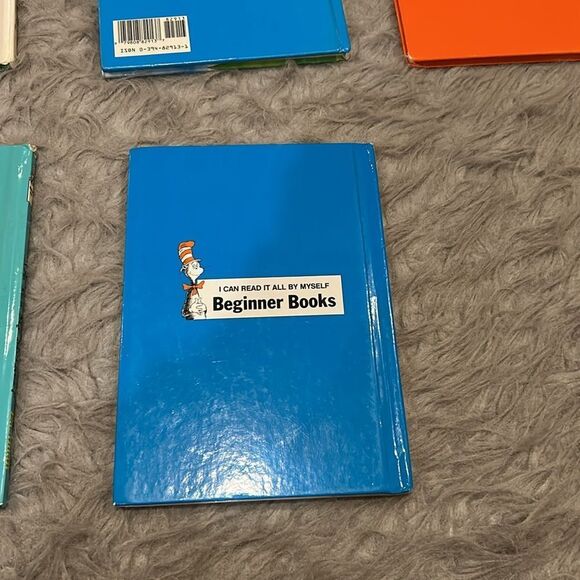 ISBN 0-394-82913-1
I CAN READ IT ALL BY MYSELF
Beginner Books